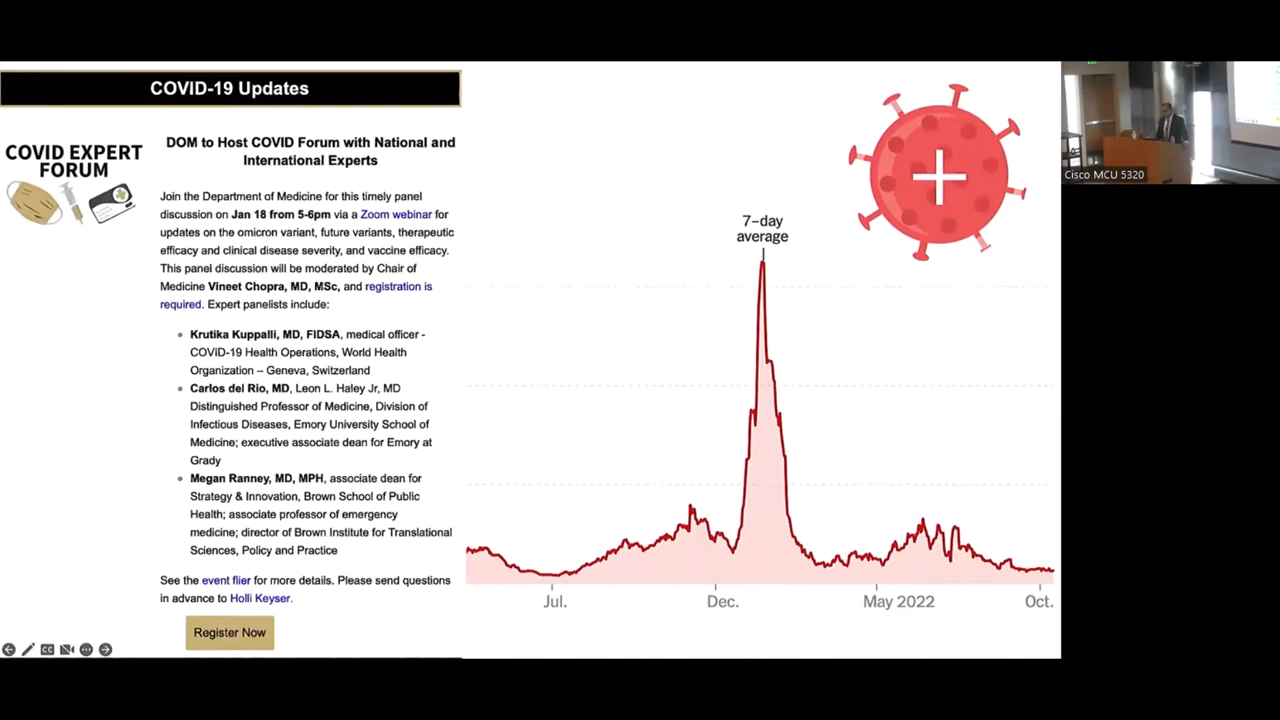 COVID-19 Updates
COVID EXPERT
FORUM
DOM to Host COVID Forum with National and
International Experts
Join the Department of Medicine for this timely panel
discussion on Jan 18 from 5-6pm via a Zoom webinar for
updates on the omicron variant, future variants, therapeutic
efficacy and clinical disease severity, and vaccine efficacy.
This panel discussion will be moderated by Chair of
Medicine Vineet Chopra, MD, MSc, and registration is
required. Expert panelists include:
Krutika Kuppalli, MD, FIDSA, medical officer -
COVID-19 Health Operations, World Health
Organization – Geneva, Switzerland
Carlos del Rio, MD, Leon L. Haley Jr, MD
Distinguished Professor of Medicine, Division of
Infectious Diseases, Emory University School of
Medicine; executive associate dean for Emory at
Grady
Megan Ranney, MD, MPH, associate dean for
Strategy & Innovation, Brown School of Public
Health; associate professor of emergency
medicine; director of Brown Institute for Translational
Sciences, Policy and Practice
See the event flier for more details. Please send questions
in advance to Holli Keyser.
Register Now
CC
7-day
average
Jul.
Dec.
May 2022
Oct.
Cisco MCU 5320